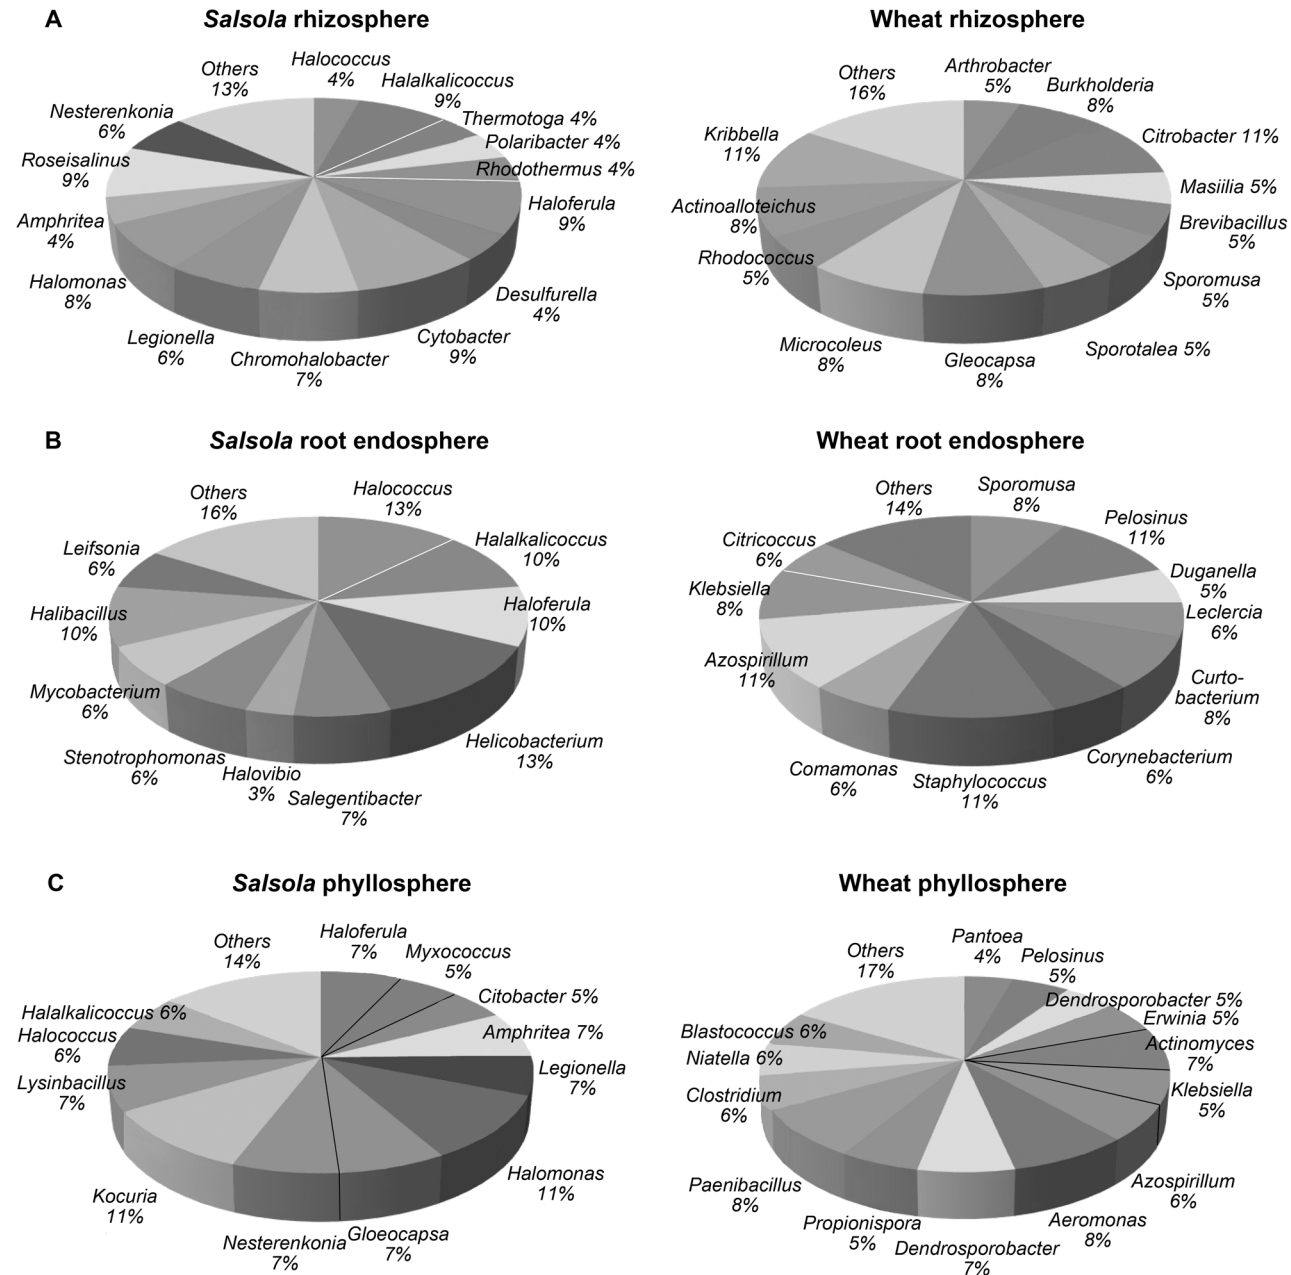 A
Salsola rhizosphere
Halococcus
4%
Halalkalicoccus
9%
Thermotoga 4%
Polaribacter 4%
Rhodothermus 4%
Haloferula
9%
Desulfurella
4%
Cytobacter
9%
Chromohalobacter
7%
Legionella
6%
Halomonas
8%
Amphritea
4%
Roseisalinus
9%
Nesterenkonia
6%
Others
13%
Wheat rhizosphere
Arthrobacter
5%
Burkholderia
8%
Citrobacter 11%
Masiilia 5%
Brevibacillus
5%
Sporomusa
5%
Sporotalea 5%
Gleocapsa
8%
Microcoleus
8%
Rhodococcus
5%
Actinoalloteichus
8%
Kribbella
11%
Others
16%
B
Salsola root endosphere
Halococcus
13%
Halalkalicoccus
10%
Haloferula
10%
Helicobacterium
13%
Salegentibacter
7%
Halovibio
3%
Stenotrophomonas
6%
Mycobacterium
6%
Halibacillus
10%
Leifsonia
6%
Others
16%
Wheat root endosphere
Sporomusa
8%
Pelosinus
11%
Duganella
5%
Leclercia
6%
Curto-
bacterium
8%
Corynebacterium
6%
Staphylococcus
11%
Comamonas
6%
Azospirillum
11%
Klebsiella
8%
Citricoccus
6%
Others
14%
C
Salsola phyllosphere
Haloferula
7%
Myxococcus
5%
Citobacter 5%
Amphritea 7%
Legionella
7%
Halomonas
11%
Gloeocapsa
7%
Nesterenkonia
7%
Kocuria
11%
Lysinbacillus
7%
Halococcus
6%
Halalkalicoccus 6%
Others
14%
Wheat phyllosphere
Pantoea
4%
Pelosinus
5%
Dendrosporobacter 5%
Erwinia 5%
Actinomyces
7%
Klebsiella
5%
Azospirillum
6%
Aeromonas
8%
Dendrosporobacter
7%
Propionispora
5%
Paenibacillus
8%
Clostridium
6%
Niatella 6%
Blastococcus 6%
Others
17%